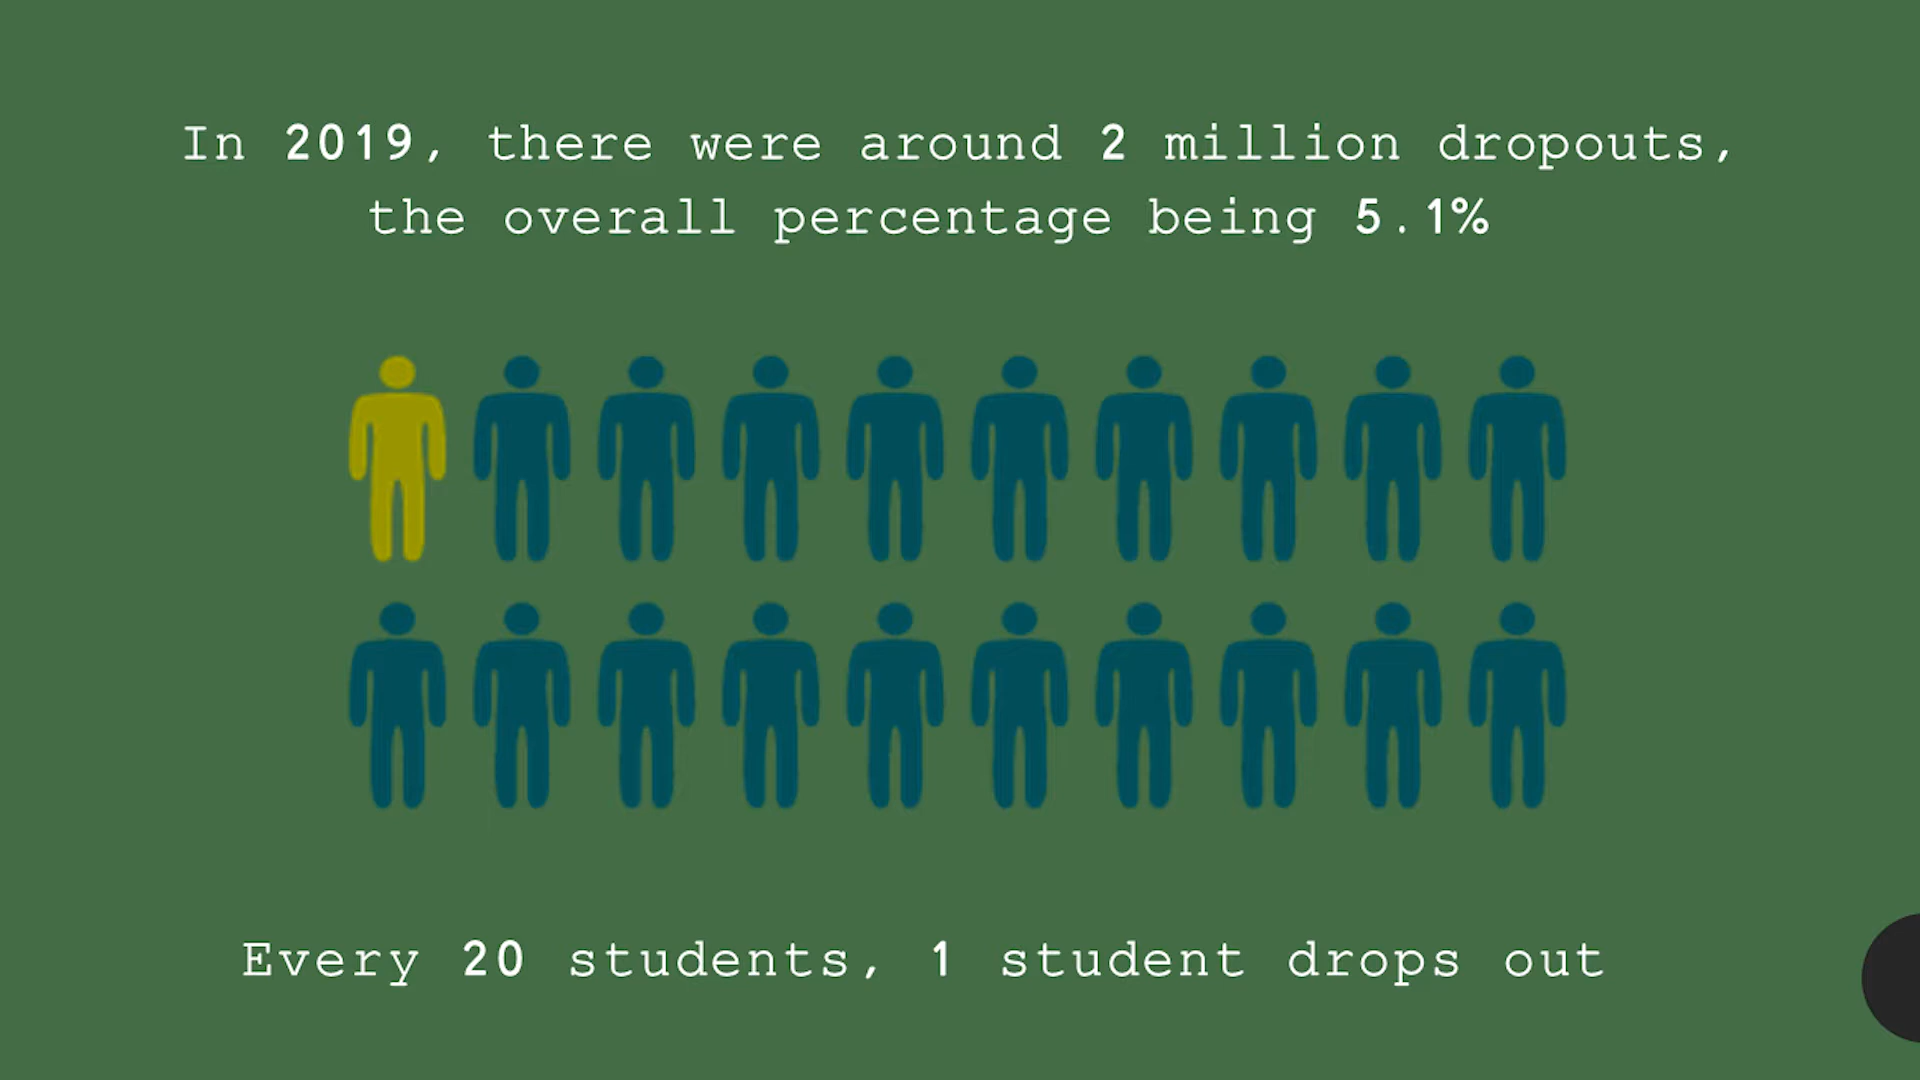 In 2019, there were around 2 million dropouts,
the overall percentage being 5.1%
Every 20 students, 1 student drops out